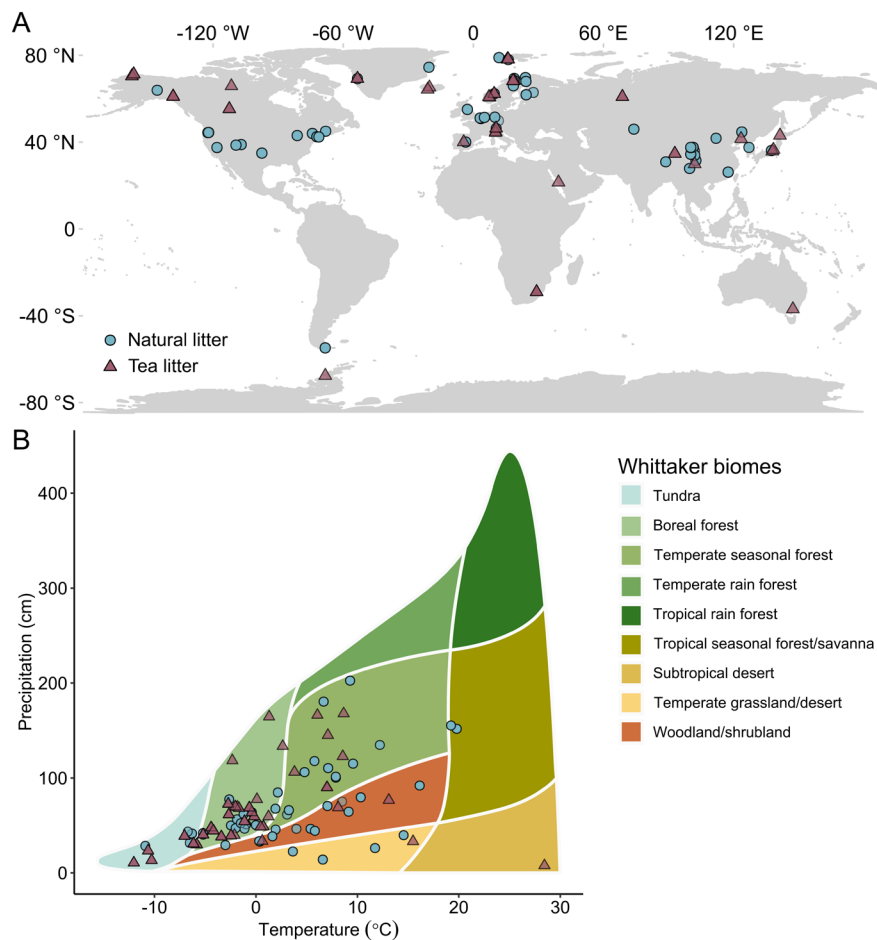 A
-120 °W -60 °W 0 60 °E 120 °E
80 °N
40 °N
0
-40 °S
-80 °S
Natural litter
Tea litter
B
Precipitation (cm)
400
300
200
100
0
-10 0 10 20 30
Temperature (°C)
Whittaker biomes
Tundra
Boreal forest
Temperate seasonal forest
Temperate rain forest
Tropical rain forest
Tropical seasonal forest/savanna
Subtropical desert
Temperate grassland/desert
Woodland/shrubland